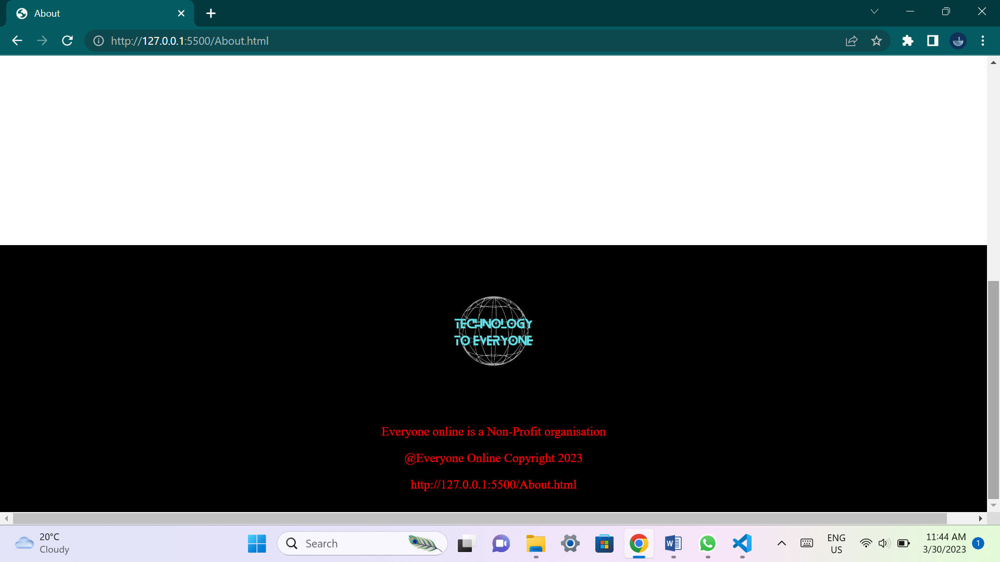 About
http://127.0.0.1:5500/About.html
TECHNOLOGY
TO EVERYONE
Everyone online is a Non-Profit organisation
@Everyone Online Copyright 2023
http://127.0.0.1:5500/About.html
20°C
Cloudy
Search
W
ENG
US
11:44 AM
3/30/2023
1